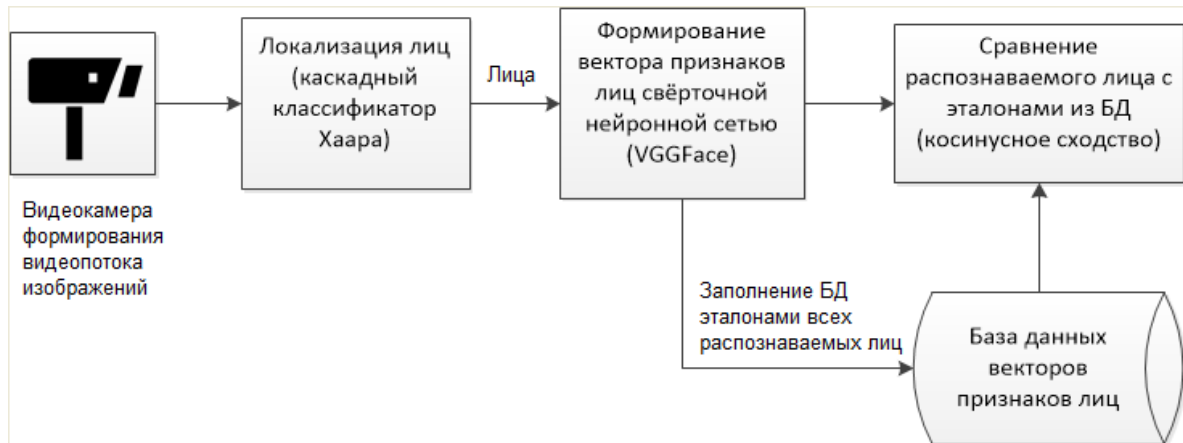 Локализация лиц
(каскадный
классификатор
Хаара)
Лица
Формирование
вектора признаков
лиц свёрточной
нейронной сетью
(VGGFace)
Сравнение
распознаваемого лица с
эталонами из БД
(косинусное сходство)
Видеокамера
формирования
видеопотока
изображений
Заполнение БД
эталонами всех
распознаваемых лиц
База данных
векторов
признаков лиц